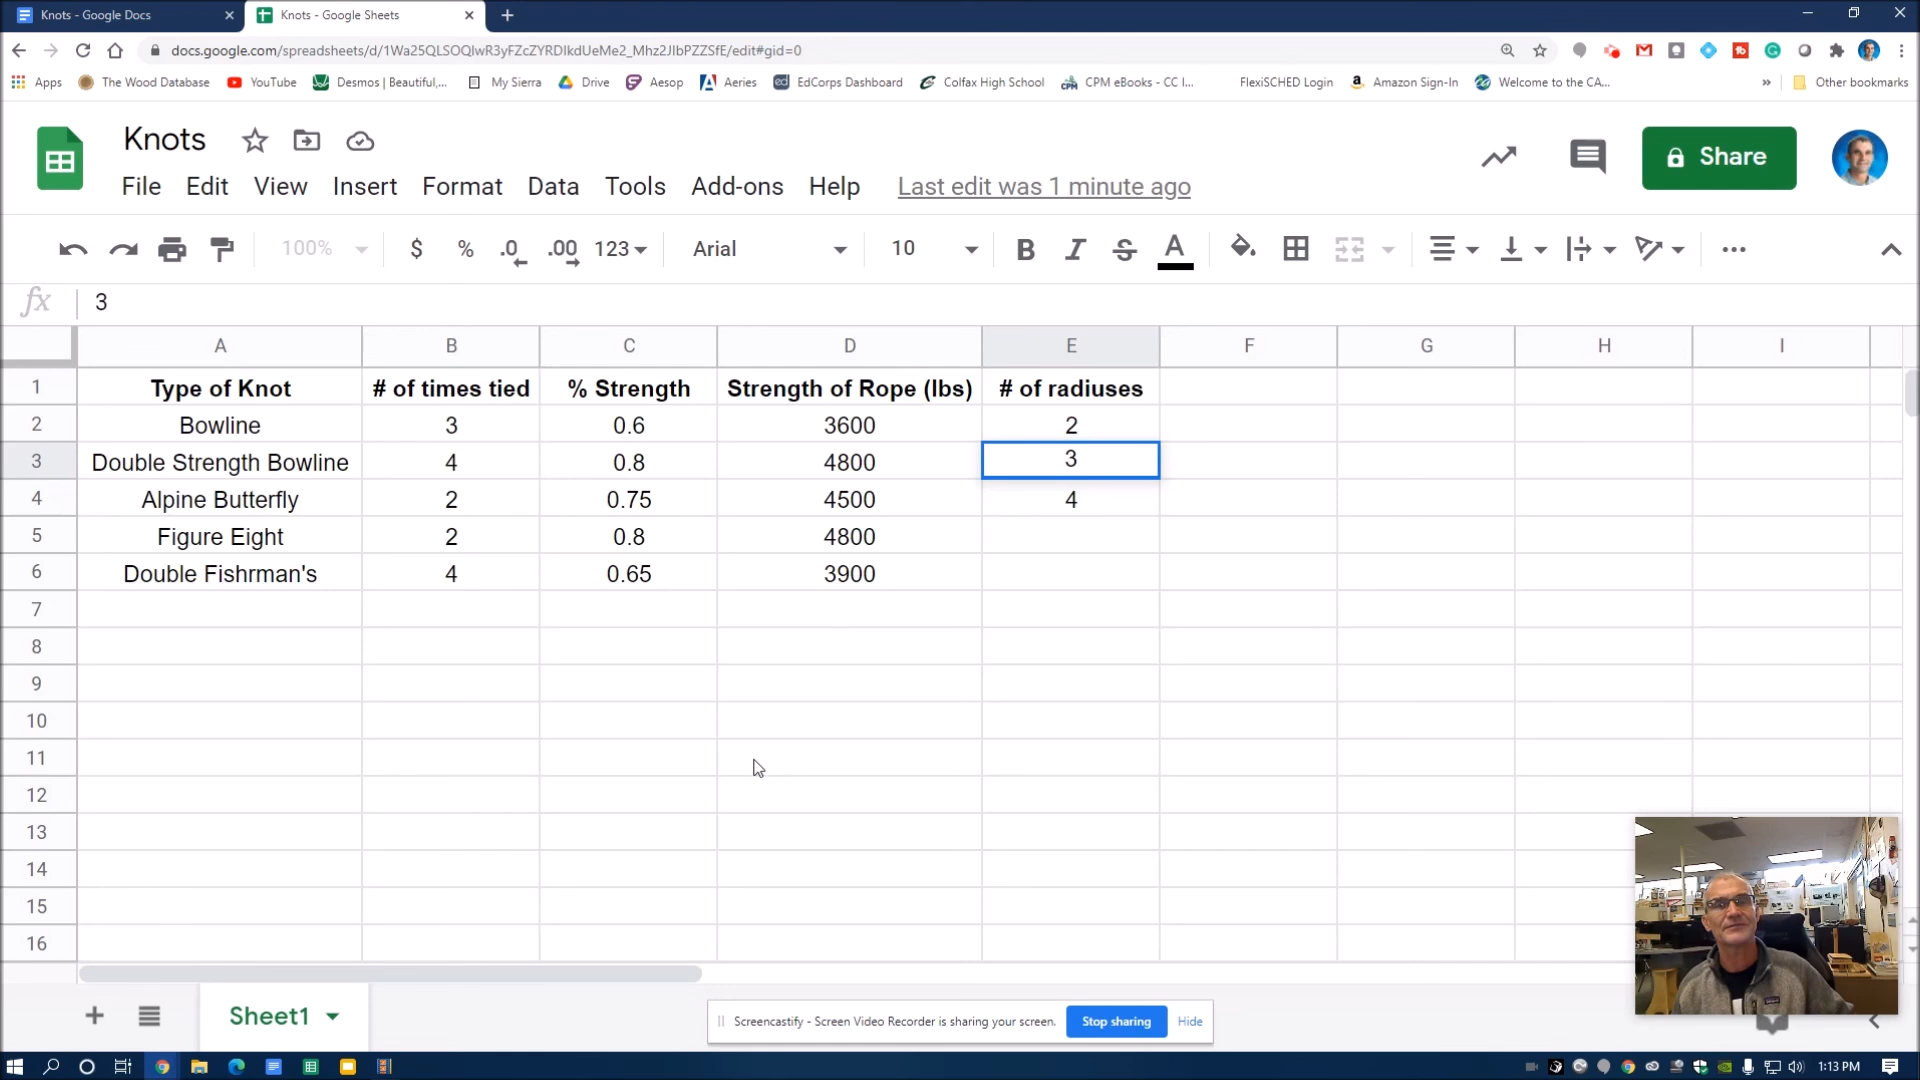 Knots - Google Docs
Knots - Google Sheets
docs.google.com/spreadsheets/d/1Wa25QLSOQIwR3yFZcZYRDIkdUeMe2_Mhz2JIbPZZSfE/edit#gid=0
Apps The Wood Database YouTube Desmos | Beautiful,... My Sierra Drive Aesop Aeries EdCorps Dashboard Colfax High School CPM eBooks - CC I... FlexiSCHED Login Amazon Sign-In Welcome to the CA... » Other bookmarks
Knots
Share
File Edit View Insert Format Data Tools Add-ons Help Last edit was 1 minute ago
100% $ % .0 .00 123 Arial 10 B I S A
fx 3
A B C D E F G H I
1 Type of Knot # of times tied % Strength Strength of Rope (lbs) # of radiuses
2 Bowline 3 0.6 3600 2
3 Double Strength Bowline 4 0.8 4800 3
4 Alpine Butterfly 2 0.75 4500 4
5 Figure Eight 2 0.8 4800
6 Double Fishrman's 4 0.65 3900
7
8
9
10
11
12
13
14
15
16
Sheet1
Screencastify - Screen Video Recorder is sharing your screen. Stop sharing Hide
1:13 PM